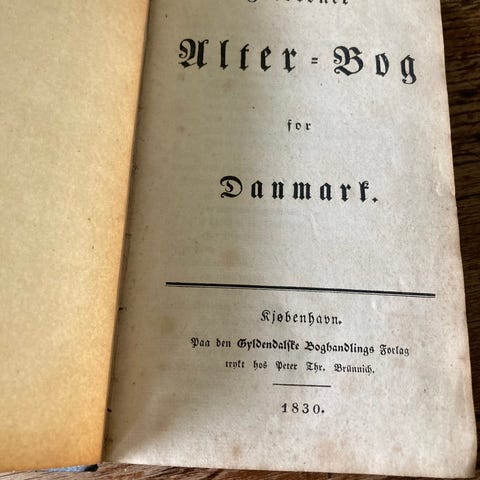 Alter-Bog
for
Danmark.
Kjøbenhavn.
Paa den Gyldendalske Boghandlings Forlag
trykt hos Peter Thr. Brünnich.
1830.